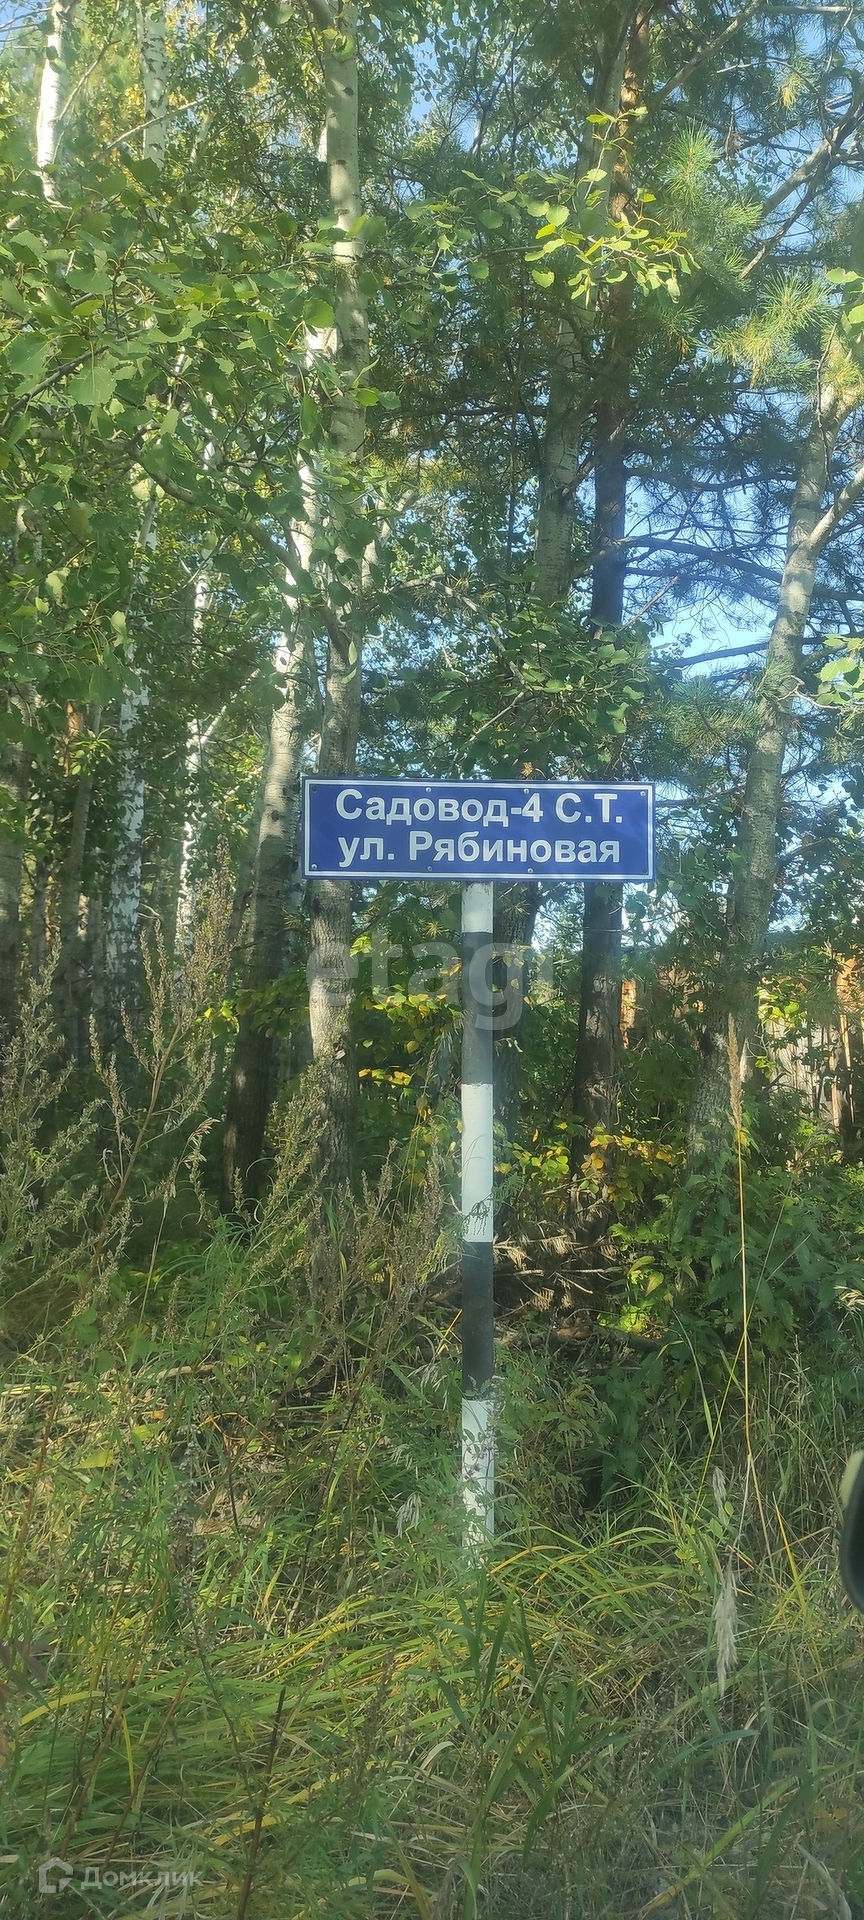 Садовод-4 С.Т.
ул. Рябиновая
etagi
Домклик